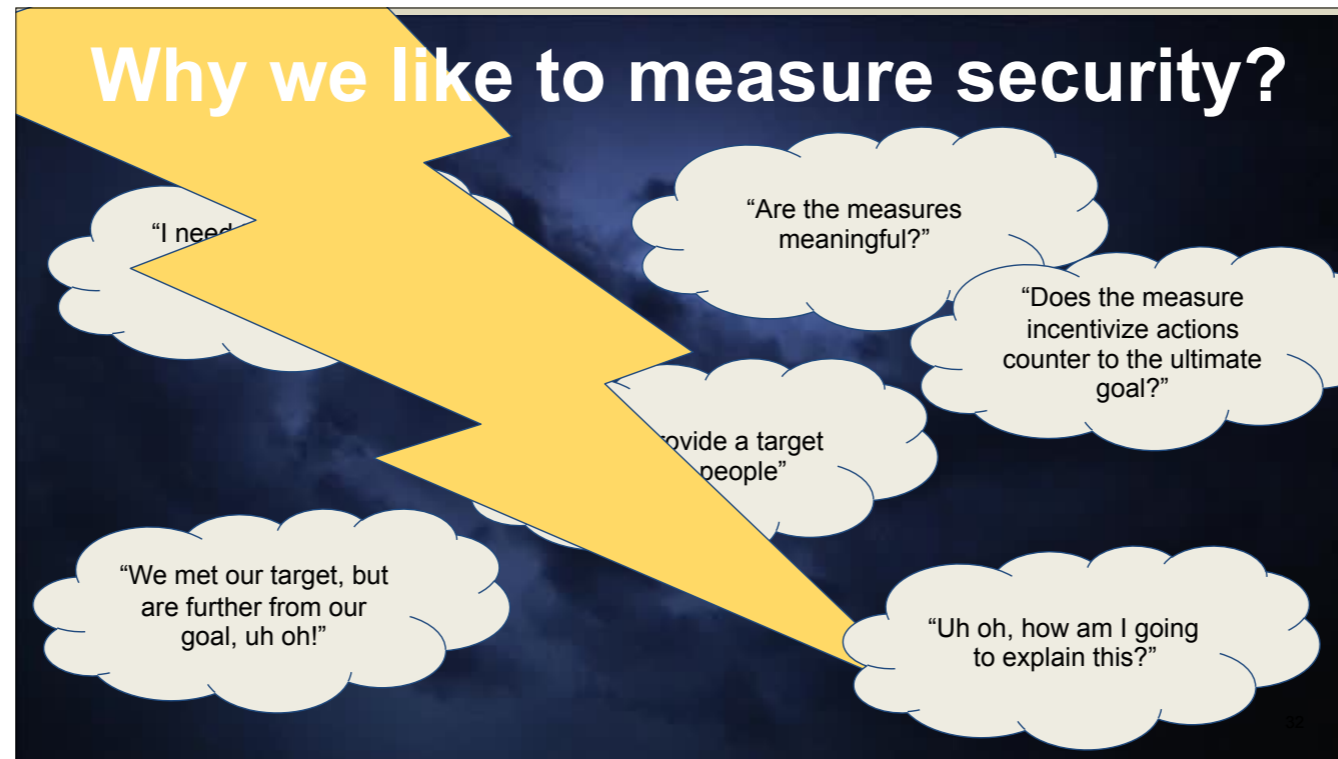 Why we like to measure security?
“I need
“Are the measures
meaningful?”
“Does the measure
incentivize actions
counter to the ultimate
goal?”
a target
people”
“We met our target, but
are further from our
goal, uh oh!”
“Uh oh, how am I going
to explain this?”
32